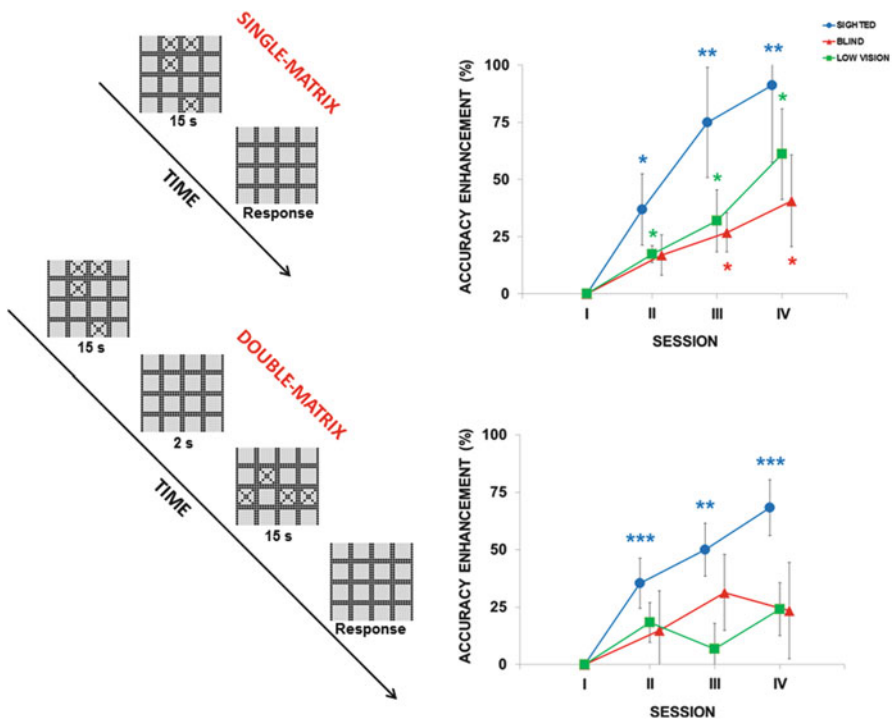 SINGLE-MATRIX
15 s
TIME
Response
15 s
DOUBLE-MATRIX
2 s
TIME
15 s
Response
SIGHTED
BLIND
LOW VISION
ACCURACY ENHANCEMENT (%)
100
75
50
25
0
* ** **
* * *
* *
I II III IV
SESSION
ACCURACY ENHANCEMENT (%)
100
75
50
25
0
*** ** ***
I II III IV
SESSION